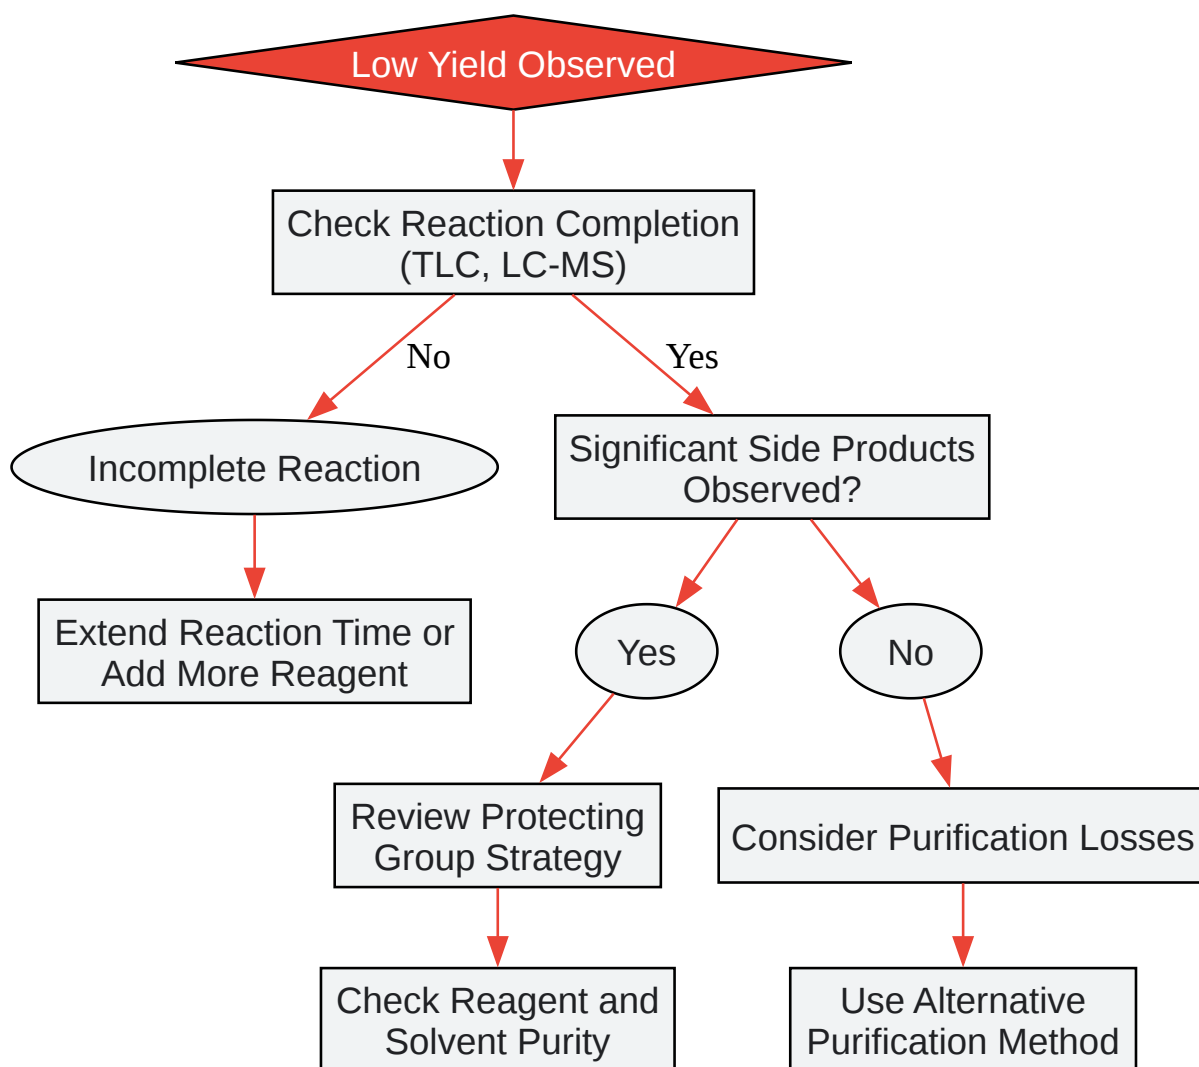 Low Yield Observed
Check Reaction Completion
(TLC, LC-MS)
No
Yes
Incomplete Reaction
Significant Side Products
Observed?
Extend Reaction Time or
Add More Reagent
Yes
No
Review Protecting
Group Strategy
Consider Purification Losses
Check Reagent and
Solvent Purity
Use Alternative
Purification Method